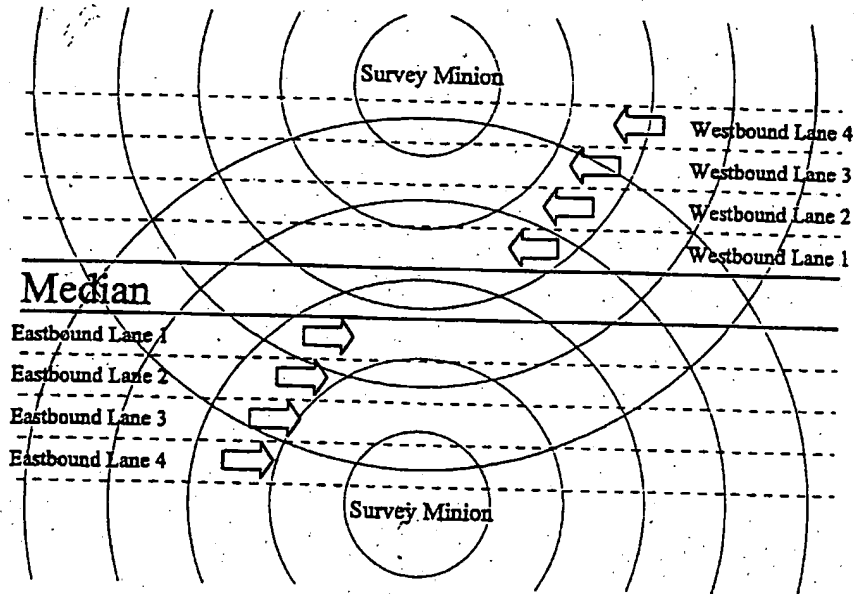 Survey Minion
Westbound Lane 4
Westbound Lane 3
Westbound Lane 2
Westbound Lane 1
Median
Eastbound Lane 1
Eastbound Lane 2
Eastbound Lane 3
Eastbound Lane 4
Survey Minion